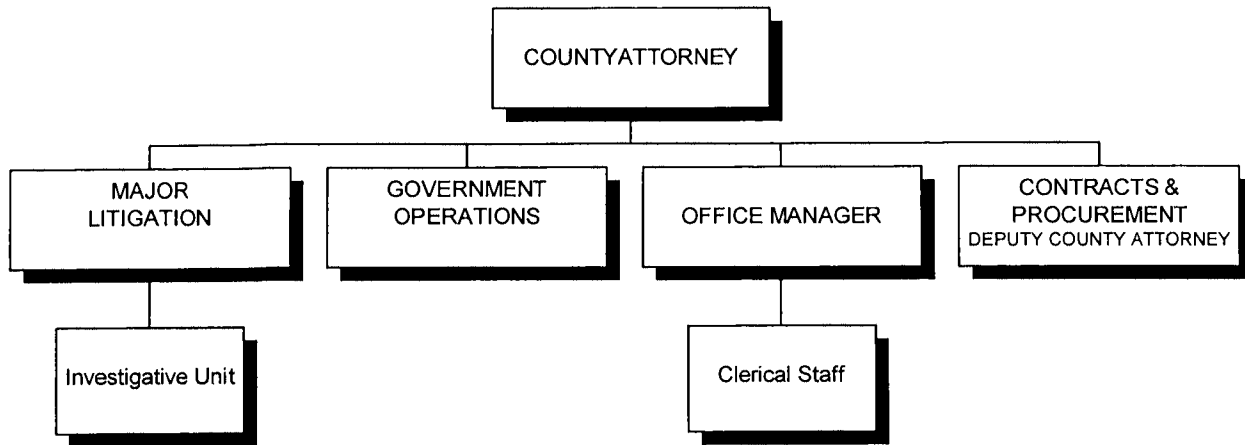 COUNTYATTORNEY
MAJOR
LITIGATION
GOVERNMENT
OPERATIONS
OFFICE MANAGER
CONTRACTS &
PROCUREMENT
DEPUTY COUNTY ATTORNEY
Investigative Unit
Clerical Staff